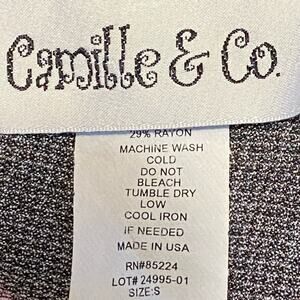 Camille & Co.
29% RAYON
MACHINE WASH
COLD
DO NOT
BLEACH
TUMBLE DRY
LOW
COOL IRON
IF NEEDED
MADE IN USA
RN#85224
LOT# 24995-01
SIZE:S